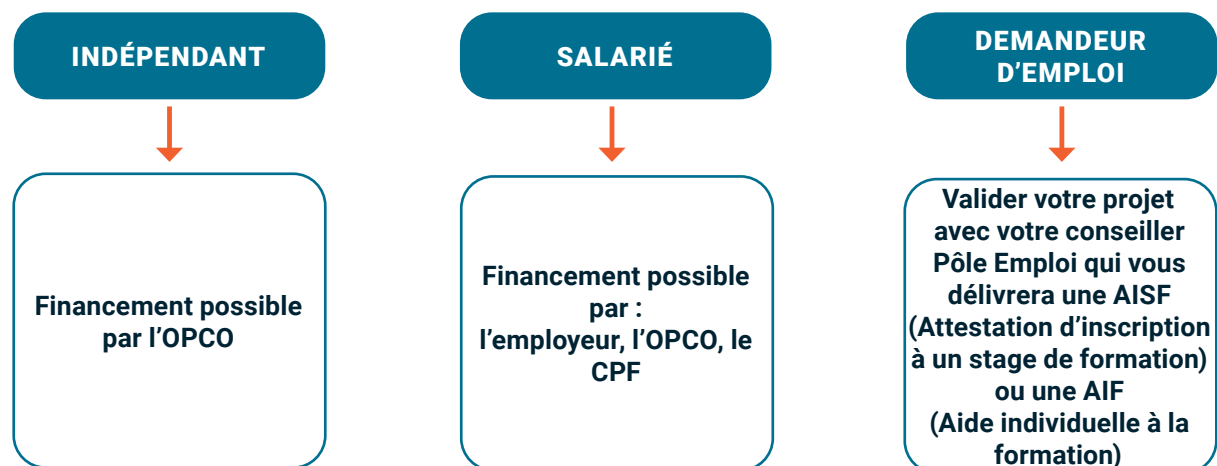 INDÉPENDANT
Financement possible
par l’OPCO
SALARIÉ
Financement possible
par :
l’employeur, l’OPCO, le
CPF
DEMANDEUR
D’EMPLOI
Valider votre projet
avec votre conseiller
Pôle Emploi qui vous
délivrera une AISF
(Attestation d’inscription
à un stage de formation)
ou une AIF
(Aide individuelle à la
formation)